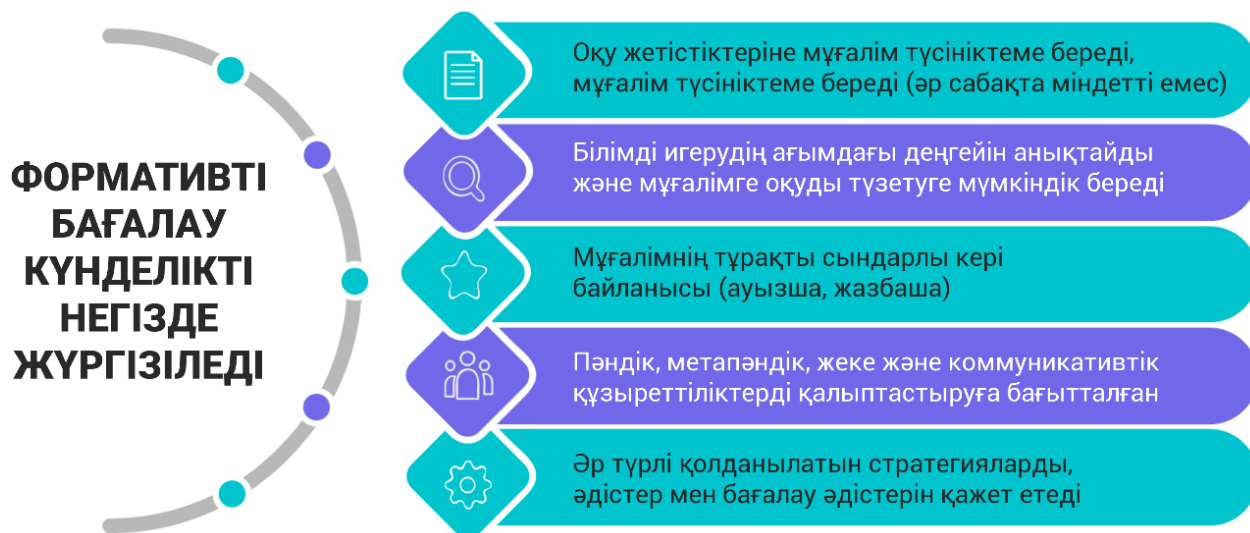 ФОРМАТИВТІ
БАҒАЛАУ
КҮНДЕЛІКТІ
НЕГІЗДЕ
ЖҮРГІЗІЛЕДІ
Оқу жетістіктеріне мұғалім түсініктеме береді,
мұғалім түсініктеме береді (әр сабақта міндетті емес)
Білімді игерудің ағымдағы деңгейін анықтайды
және мұғалімге оқуды түзетуге мүмкіндік береді
Мұғалімнің тұрақты сындарлы кері
байланысы (ауызша, жазбаша)
Пәндік, метапәндік, жеке және коммуникативтік
құзыреттіліктерді қалыптастыруға бағытталған
Әр түрлі қолданылатын стратегияларды,
әдістер мен бағалау әдістерін қажет етеді